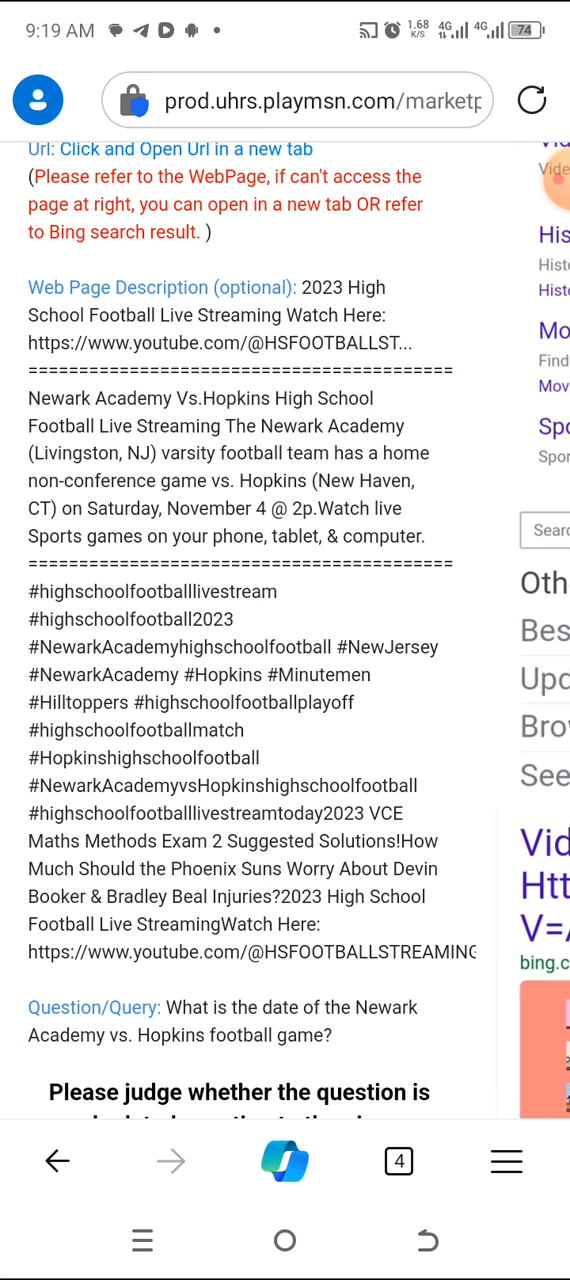 9:19 AM
1.68 K/S 4G 4G 74
prod.uhrs.playmsn.com/marketp
Url: Click and Open Url in a new tab
(Please refer to the WebPage, if can't access the
page at right, you can open in a new tab OR refer
to Bing search result. )
Web Page Description (optional): 2023 High
School Football Live Streaming Watch Here:
https://www.youtube.com/@HSFOOTBALLST...
==========================================
Newark Academy Vs.Hopkins High School
Football Live Streaming The Newark Academy
(Livingston, NJ) varsity football team has a home
non-conference game vs. Hopkins (New Haven,
CT) on Saturday, November 4 @ 2p.Watch live
Sports games on your phone, tablet, & computer.
==========================================
#highschoolfootballlivestream
#highschoolfootball2023
#NewarkAcademyhighschoolfootball #NewJersey
#NewarkAcademy #Hopkins #Minutemen
#Hilltoppers #highschoolfootballplayoff
#highschoolfootballmatch
#Hopkinshighschoolfootball
#NewarkAcademyvsHopkinshighschoolfootball
#highschoolfootballlivestreamtoday2023 VCE
Maths Methods Exam 2 Suggested Solutions!How
Much Should the Phoenix Suns Worry About Devin
Booker & Bradley Beal Injuries?2023 High School
Football Live StreamingWatch Here:
https://www.youtube.com/@HSFOOTBALLSTREAMING
Question/Query: What is the date of the Newark
Academy vs. Hopkins football game?
Please judge whether the question is
Vide
His
Histo
Histo
Mo
Find
Mov
Spo
Spor
Searc
Oth
Bes
Upd
Bro
See
Vid
Htt
V=/
bing.c
4